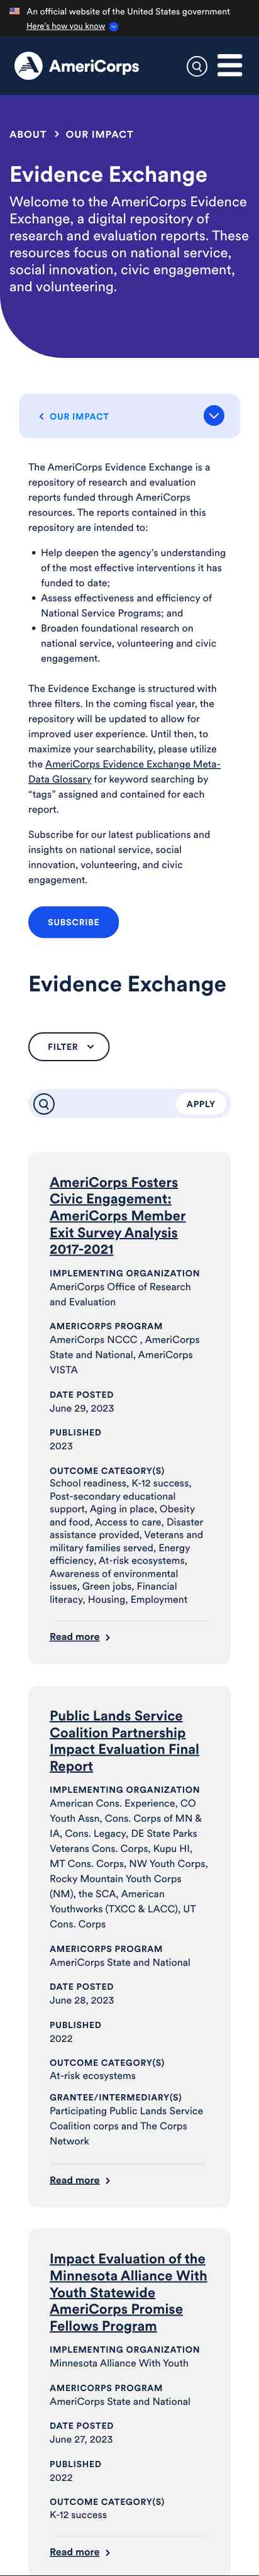 An official website of the United States government
Here's how you know
AmeriCorps
ABOUT > OUR IMPACT
Evidence Exchange
Welcome to the AmeriCorps Evidence
Exchange, a digital repository of
research and evaluation reports. These
resources focus on national service,
social innovation, civic engagement,
and volunteering.
OUR IMPACT
The AmeriCorps Evidence Exchange is a
repository of research and evaluation
reports funded through AmeriCorps
resources. The reports contained in this
repository are intended to:
• Help deepen the agency's understanding
of the most effective interventions it has
funded to date;
• Assess effectiveness and efficiency of
National Service Programs; and
• Broaden foundational research on
national service, volunteering and civic
engagement.
The Evidence Exchange is structured with
three filters. In the coming fiscal year, the
repository will be updated to allow for
improved user experience. Until then, to
maximize your searchability, please utilize
the AmeriCorps Evidence Exchange Meta-
Data Glossary for keyword searching by
“tags” assigned and contained for each
report.
Subscribe for our latest publications and
insights on national service, social
innovation, volunteering, and civic
engagement.
SUBSCRIBE
Evidence Exchange
FILTER
APPLY
AmeriCorps Fosters
Civic Engagement:
AmeriCorps Member
Exit Survey Analysis
2017-2021
IMPLEMENTING ORGANIZATION
AmeriCorps Office of Research
and Evaluation
AMERICORPS PROGRAM
AmeriCorps NCCC , AmeriCorps
State and National, AmeriCorps
VISTA
DATE POSTED
June 29, 2023
PUBLISHED
2023
OUTCOME CATEGORY(S)
School readiness, K-12 success,
Post-secondary educational
support, Aging in place, Obesity
and food, Access to care, Disaster
assistance provided, Veterans and
military families served, Energy
efficiency, At-risk ecosystems,
Awareness of environmental
issues, Green jobs, Financial
literacy, Housing, Employment
Read more
Public Lands Service
Coalition Partnership
Impact Evaluation Final
Report
IMPLEMENTING ORGANIZATION
American Cons. Experience, CO
Youth Assn, Cons. Corps of MN &
IA, Cons. Legacy, DE State Parks
Veterans Cons. Corps, Kupu HI,
MT Cons. Corps, NW Youth Corps,
Rocky Mountain Youth Corps
(NM), the SCA, American
Youthworks (TXCC & LACC), UT
Cons. Corps
AMERICORPS PROGRAM
AmeriCorps State and National
DATE POSTED
June 28, 2023
PUBLISHED
2022
OUTCOME CATEGORY(S)
At-risk ecosystems
GRANTEE/INTERMEDIARY(S)
Participating Public Lands Service
Coalition corps and The Corps
Network
Read more
Impact Evaluation of the
Minnesota Alliance With
Youth Statewide
AmeriCorps Promise
Fellows Program
IMPLEMENTING ORGANIZATION
Minnesota Alliance With Youth
AMERICORPS PROGRAM
AmeriCorps State and National
DATE POSTED
June 27, 2023
PUBLISHED
2022
OUTCOME CATEGORY(S)
K-12 success
Read more